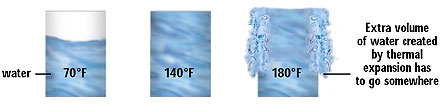 water
70°F
140°F
180°F
Extra volume
of water created
by thermal
expansion has
to go somewhere